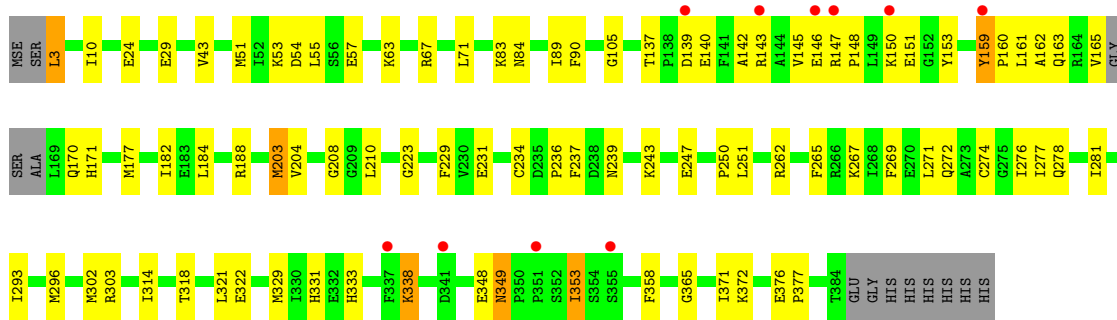 MSE SER L3 I10 E24 E29 V43 M51 I52 K53 D54 L55 S56 E57 K63 R67 L71 K83 N84 I89 F90 G105 T137 P138 D139 E140 F141 A142 R143 A144 V145 E146 R147 P148 L149 K150 E151 G152 Y153 Y159 P160 L161 A162 Q163 R164 V165 GLY
SER ALA L169 Q170 H171 M177 I182 E183 L184 R188 M203 V204 G208 G209 L210 G223 F229 V230 E231 C234 D235 P236 F237 D238 N239 K243 E247 P250 L251 R262 F265 R266 K267 I268 F269 E270 L271 Q272 A273 C274 G275 I276 I277 Q278 I281
I293 M296 M302 R303 I314 T318 L321 E322 M329 I330 H331 E332 H333 F337 K338 D341 E348 N349 P350 P351 S352 I353 S354 S355 F358 G365 I371 K372 E376 P377 T384 GLU GLY HIS HIS HIS HIS HIS HIS